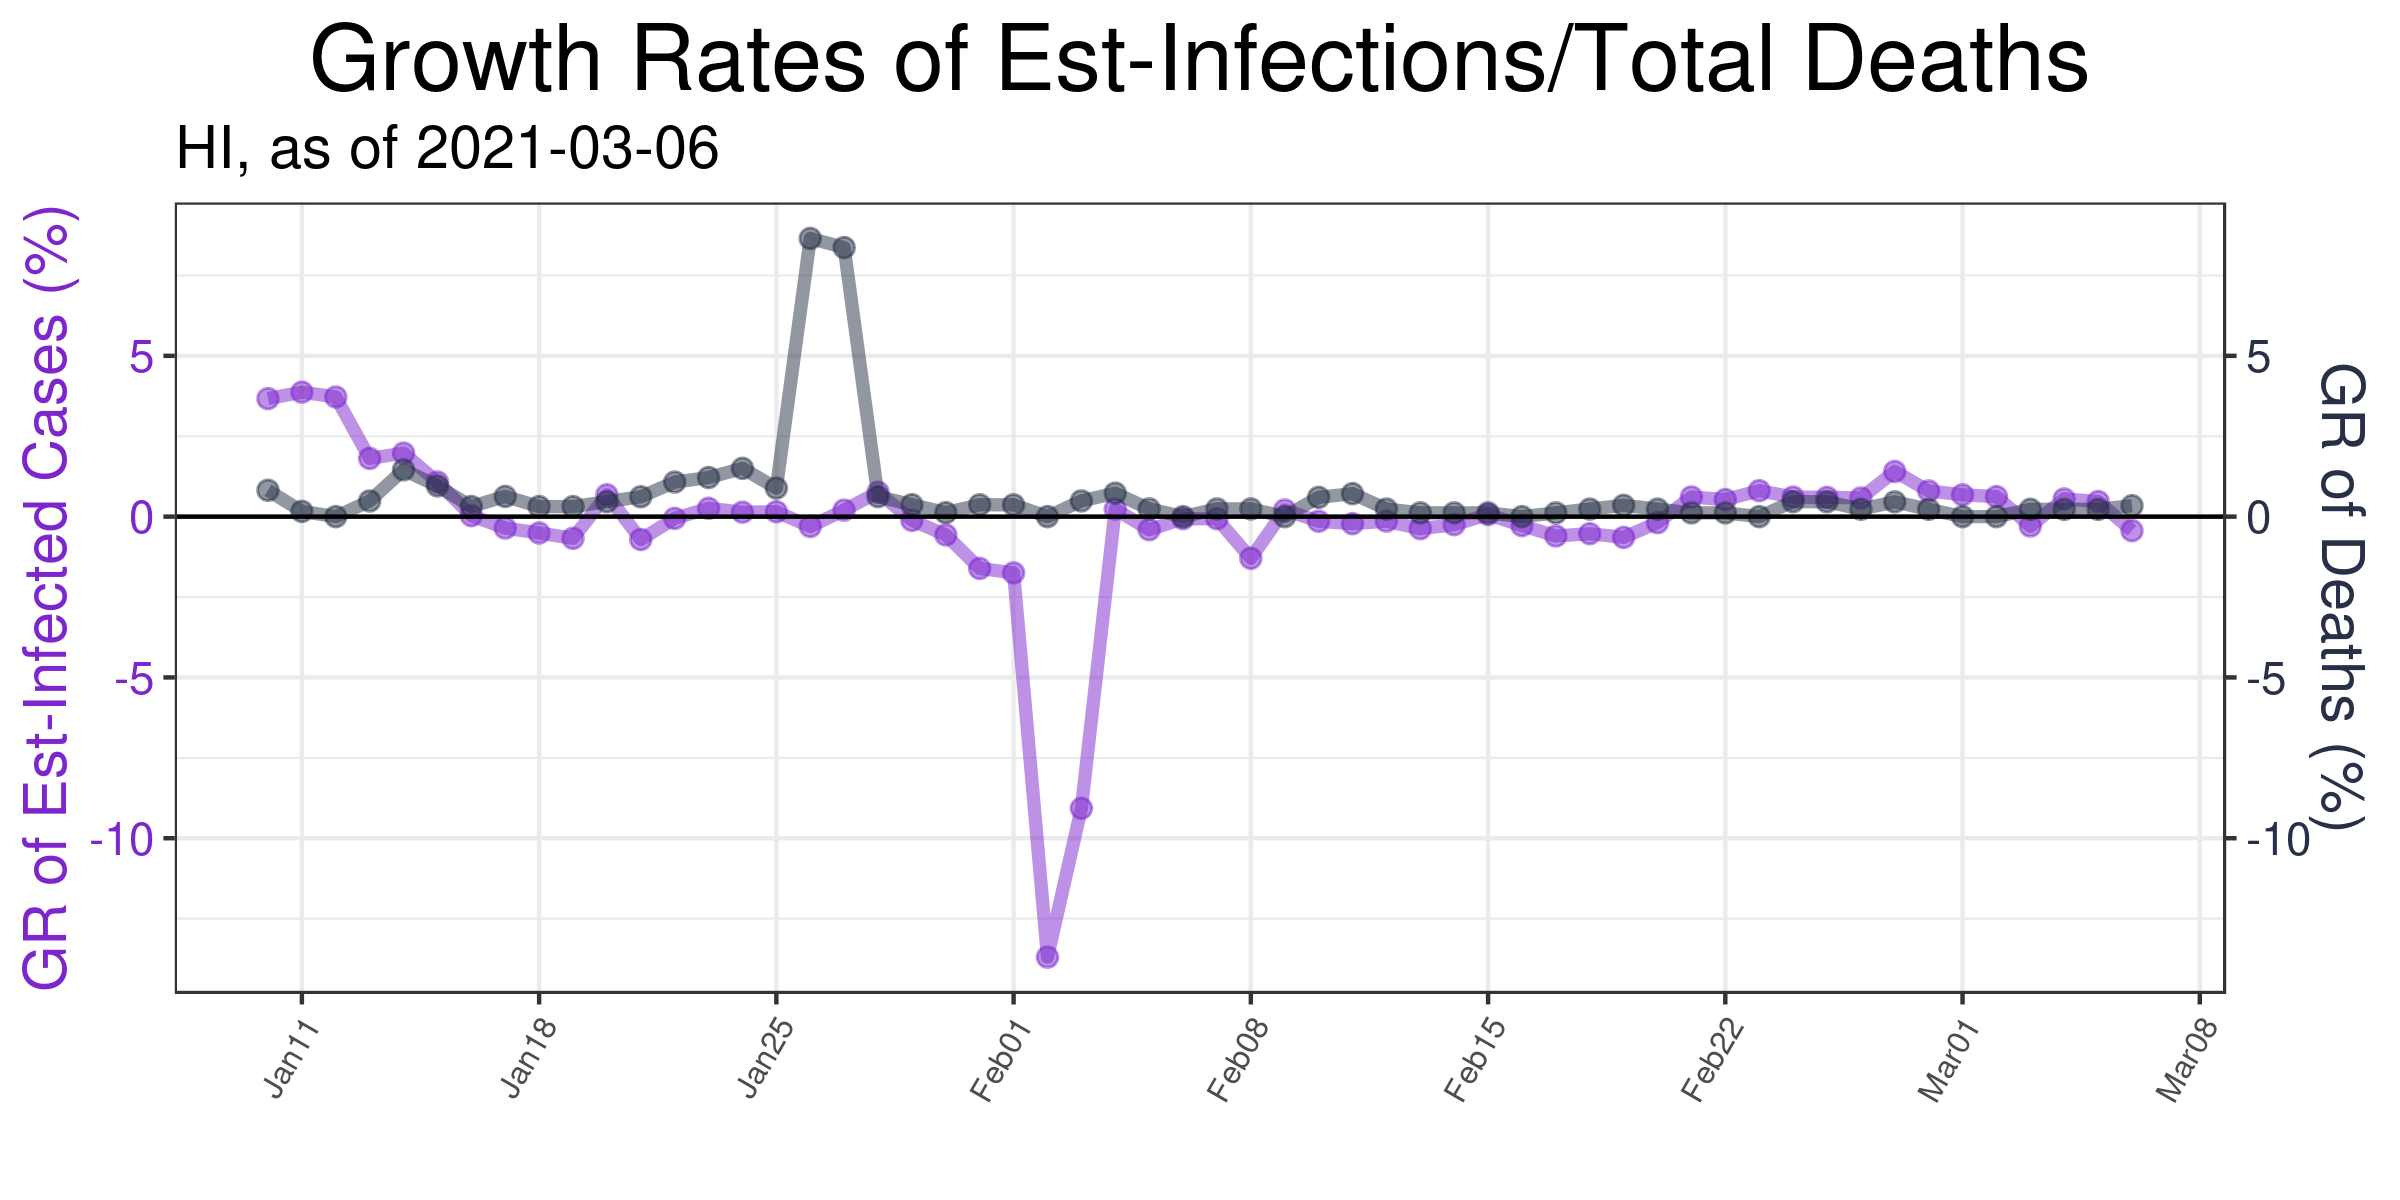 Growth Rates of Est-Infections/Total Deaths
HI, as of 2021-03-06
GR of Est-Infected Cases (%)
5
0
-5
-10
5
0
-5
-10
GR of Deaths (%)
Jan11
Jan18
Jan25
Feb01
Feb08
Feb15
Feb22
Mar01
Mar08